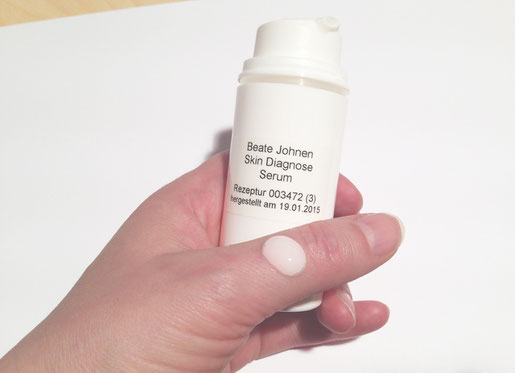 Beate Johnen
Skin Diagnose
Serum
Rezeptur 003472 (3)
hergestellt am 19.01.2015